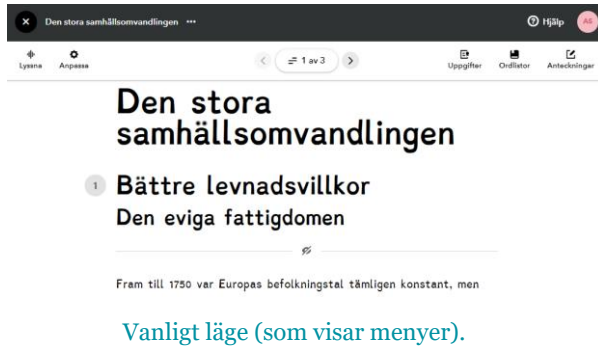 Den stora samhällsomvandlingen ••• Hjälp AS
Lyssna Anpassa 1 av 3 Uppgifter Ordlistor Anteckningar
Den stora
samhällsomvandlingen
1 Bättre levnadsvillkor
Den eviga fattigdomen
Fram till 1750 var Europas befolkningstal tämligen konstant, men
Vanligt läge (som visar menyer).